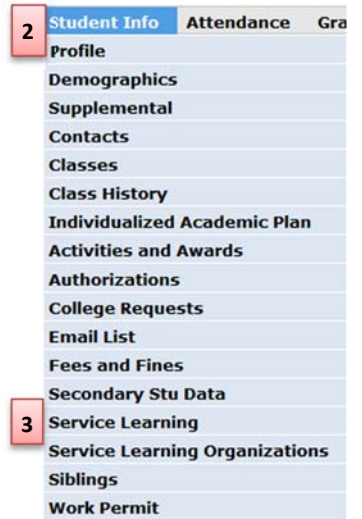 2 Student Info Attendance Gra
Profile
Demographics
Supplemental
Contacts
Classes
Class History
Individualized Academic Plan
Activities and Awards
Authorizations
College Requests
Email List
Fees and Fines
Secondary Stu Data
3 Service Learning
Service Learning Organizations
Siblings
Work Permit